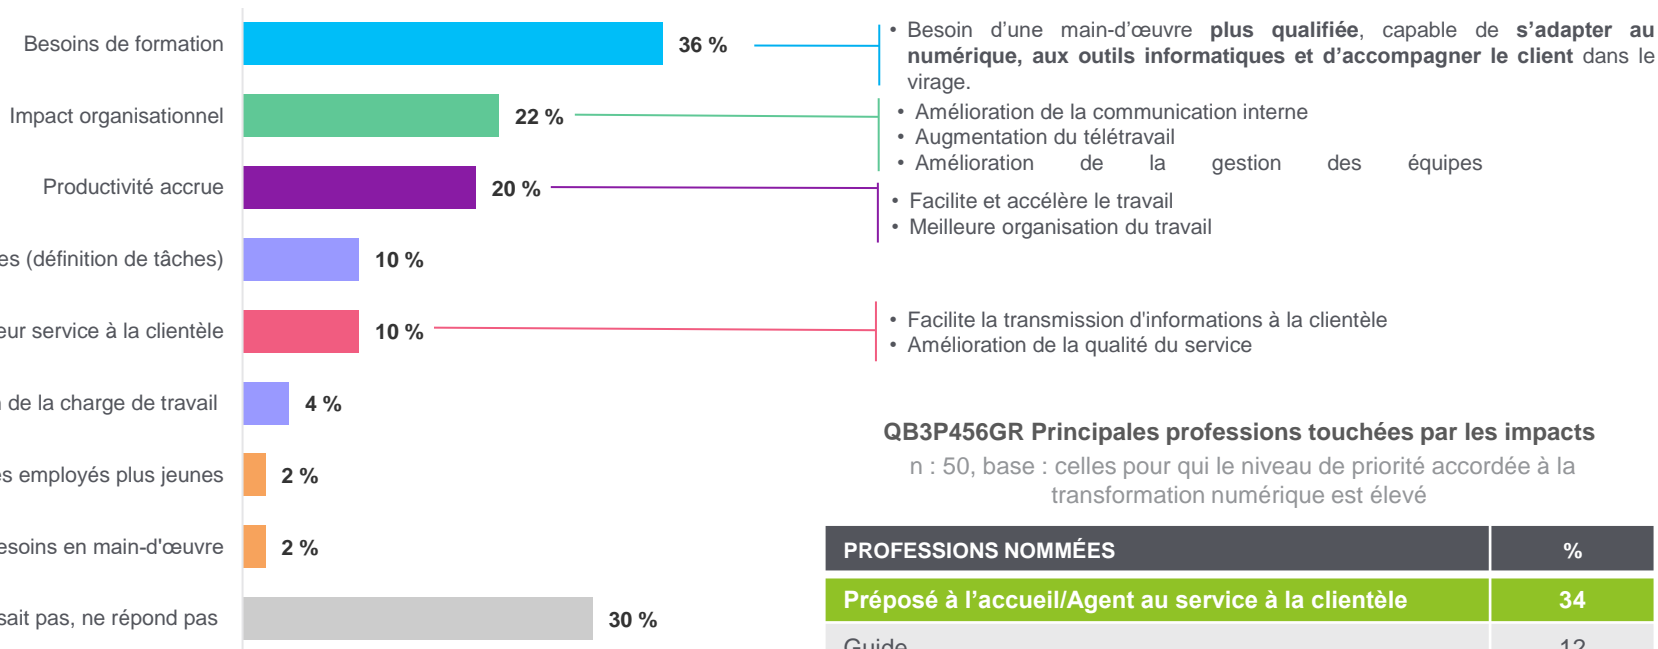 Besoins de formation
36 %
• Besoin d’une main-d’œuvre plus qualifiée, capable de s’adapter au
numérique, aux outils informatiques et d’accompagner le client dans le
virage.
Impact organisationnel
22 %
• Amélioration de la communication interne
• Augmentation du télétravail
• Amélioration de la gestion des équipes
Productivité accrue
20 %
• Facilite et accélère le travail
• Meilleure organisation du travail
(définition de tâches)
10 %
service à la clientèle
10 %
• Facilite la transmission d'informations à la clientèle
• Amélioration de la qualité du service
de la charge de travail
4 %
employés plus jeunes
2 %
en main-d'œuvre
2 %
sait pas, ne répond pas
30 %
QB3P456GR Principales professions touchées par les impacts
n : 50, base : celles pour qui le niveau de priorité accordée à la
transformation numérique est élevé
PROFESSIONS NOMMÉES %
Préposé à l’accueil/Agent au service à la clientèle 34
Guide 12